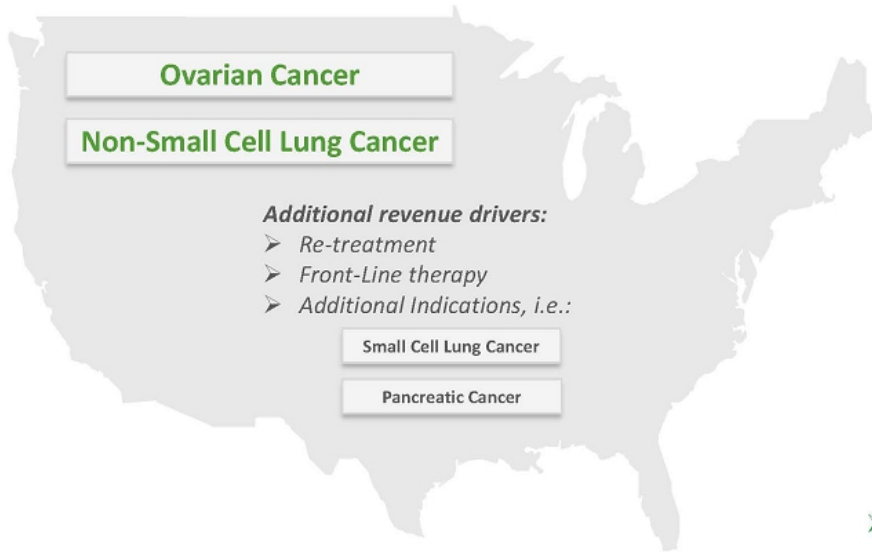 Ovarian Cancer
Non-Small Cell Lung Cancer
Additional revenue drivers:
➢ Re-treatment
➢ Front-Line therapy
➢ Additional Indications, i.e.:
Small Cell Lung Cancer
Pancreatic Cancer